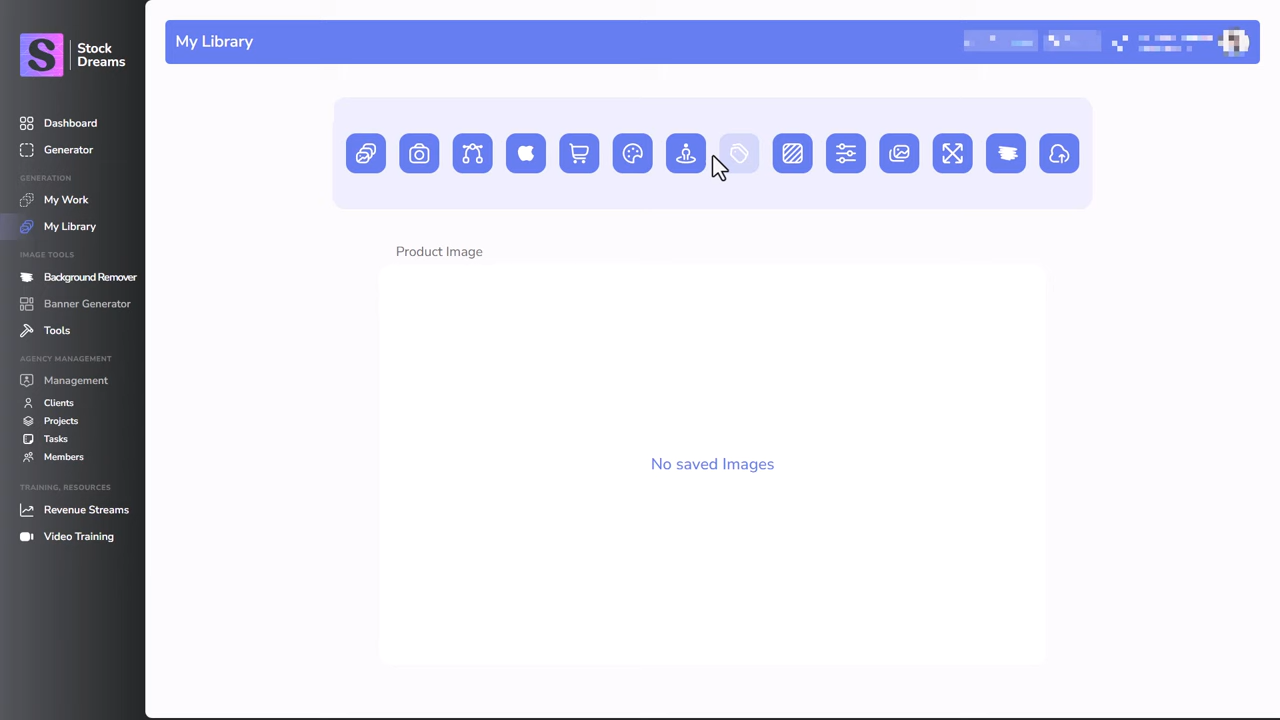 S
Stock
Dreams
My Library
Dashboard
Generator
GENERATION
My Work
My Library
IMAGE TOOLS
Background Remover
Banner Generator
Tools
AGENCY MANAGEMENT
Management
Clients
Projects
Tasks
Members
TRAINING, RESOURCES
Revenue Streams
Video Training
Product Image
No saved Images